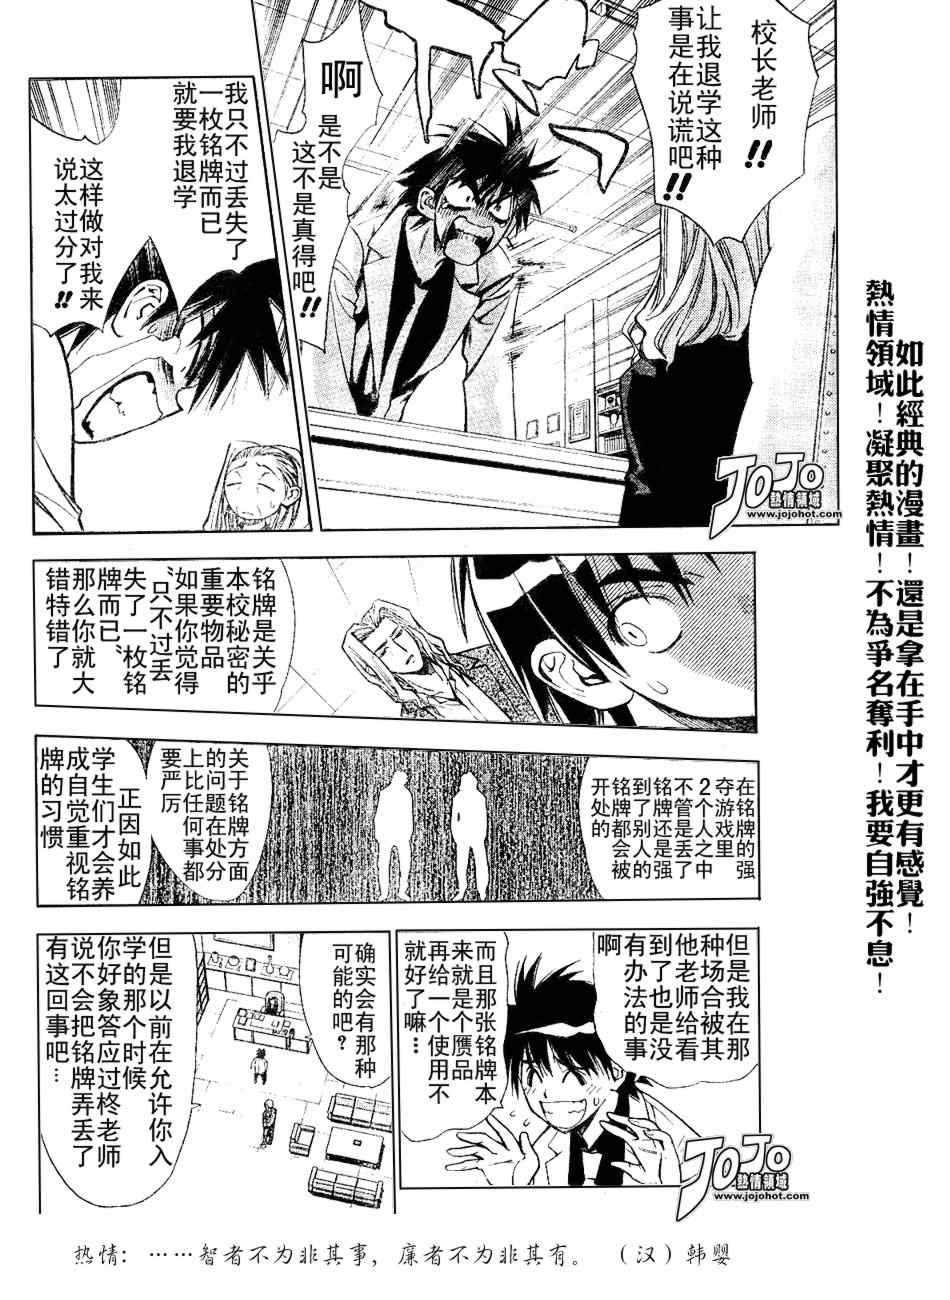 校长老师
!!
让我退学这种
事是在说谎吧
!!
啊
是不是
这不是真得吧!!
我只不过丢失了
一枚铭牌而已
就要我退学
这样做对我来
说太过分了!!
JOJO
熱情領域
www.jojohot.com
铭牌是关乎
本校秘密的
重要物品
如果你觉得
“只不过丢
失了一枚铭
牌而已”
那么你就大
错特错了
在铭牌的强
夺游戏里
2个人之中
不管是丢了
铭牌还是强
到了别人的
铭牌都会被
开处的
关于铭牌方面
的问题在处分
上比任何事都
要严厉
正因如此
学生们才会养
成自觉重视铭
牌的习惯
但是我在那
种场合被其
他老师给看
到了也是没
有办法的事
啊
而且那张铭牌本
来就是个赝品
再给一个使用不
就好了嘛…
确实会有那种
可能的吧?
但是以前在允许你入
学的那个时候
你好象答应过柊老师
说不会把铭牌弄丢了
有这回事吧…
JOJO
熱情領域
www.jojohot.com
如此經典的漫畫！還是拿在手中才更有感覺！
熱情領域！凝聚熱情！不為爭名奪利！我要自強不息！
热情：……智者不为非其事，廉者不为非其有。 （汉）韩婴